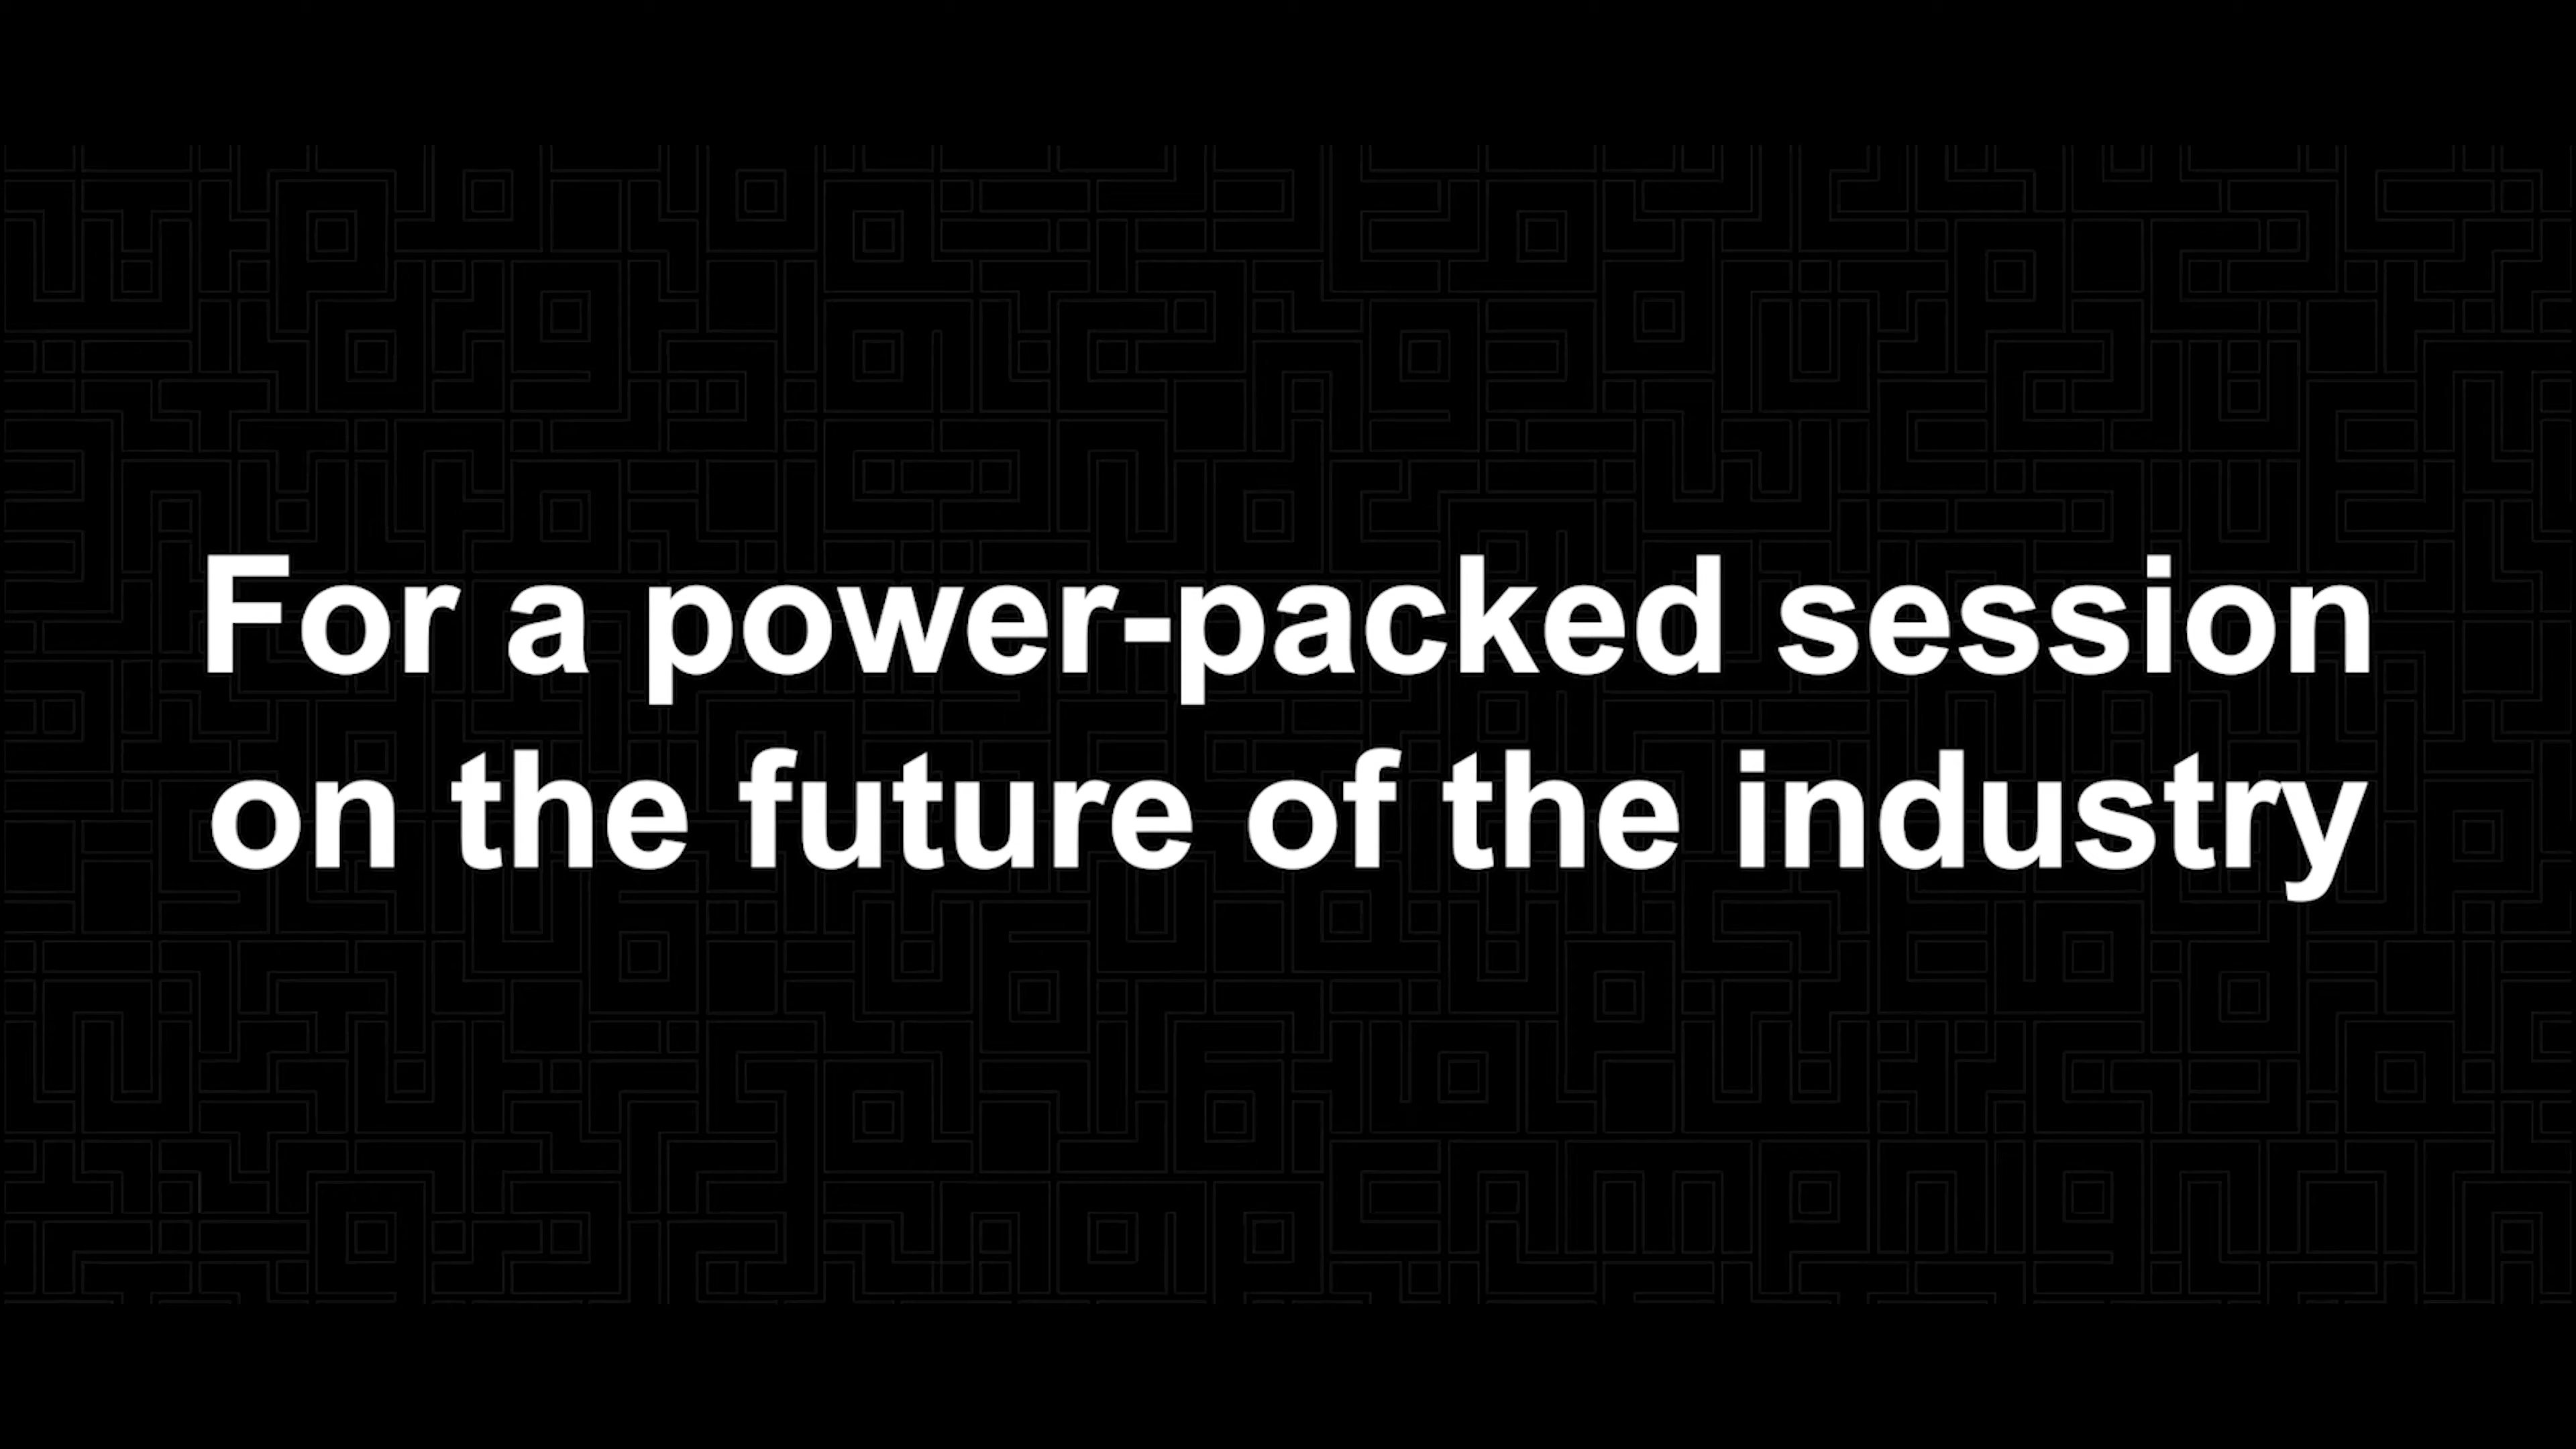 For a power-packed session
on the future of the industry